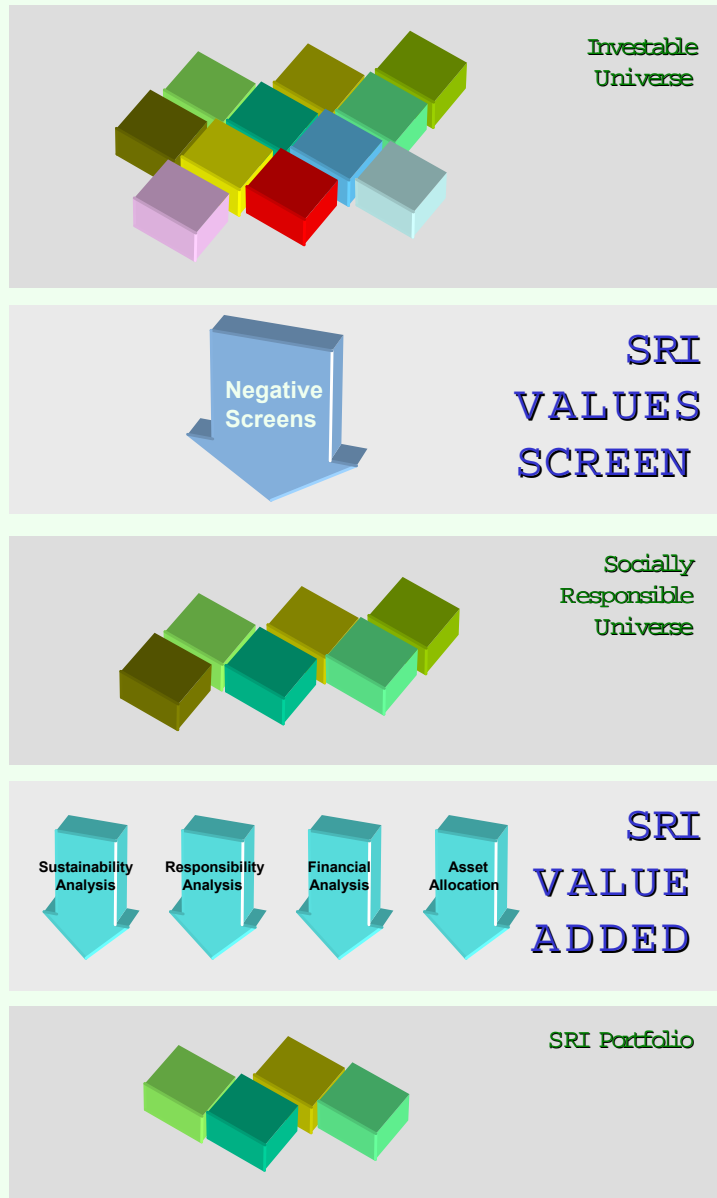 Investable
Universe
Negative
Screens
SRI
VALUES
SCREEN
Socially
Responsible
Universe
Sustainability
Analysis
Responsibility
Analysis
Financial
Analysis
Asset
Allocation
SRI
VALUE
ADDED
SRI Portfolio